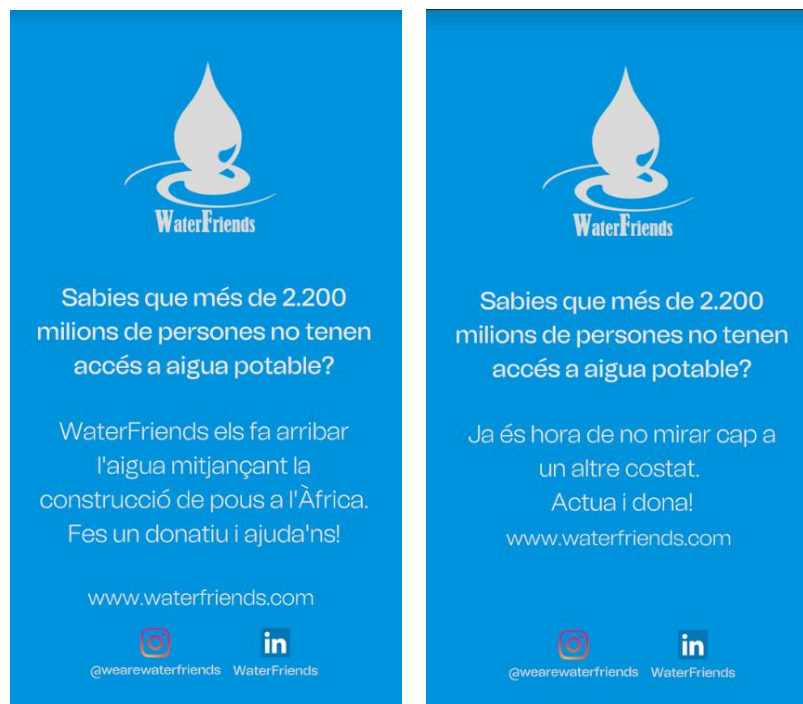 WaterFriends
Sabies que més de 2.200
milions de persones no tenen
accés a aigua potable?
WaterFriends els fa arribar
l'aigua mitjançant la
construcció de pous a l'Àfrica.
Fes un donatiu i ajuda'ns!
www.waterfriends.com
in
@wearewaterfriends WaterFriends
WaterFriends
Sabies que més de 2.200
milions de persones no tenen
accés a aigua potable?
Ja és hora de no mirar cap a
un altre costat.
Actua i dona!
www.waterfriends.com
in
@wearewaterfriends WaterFriends